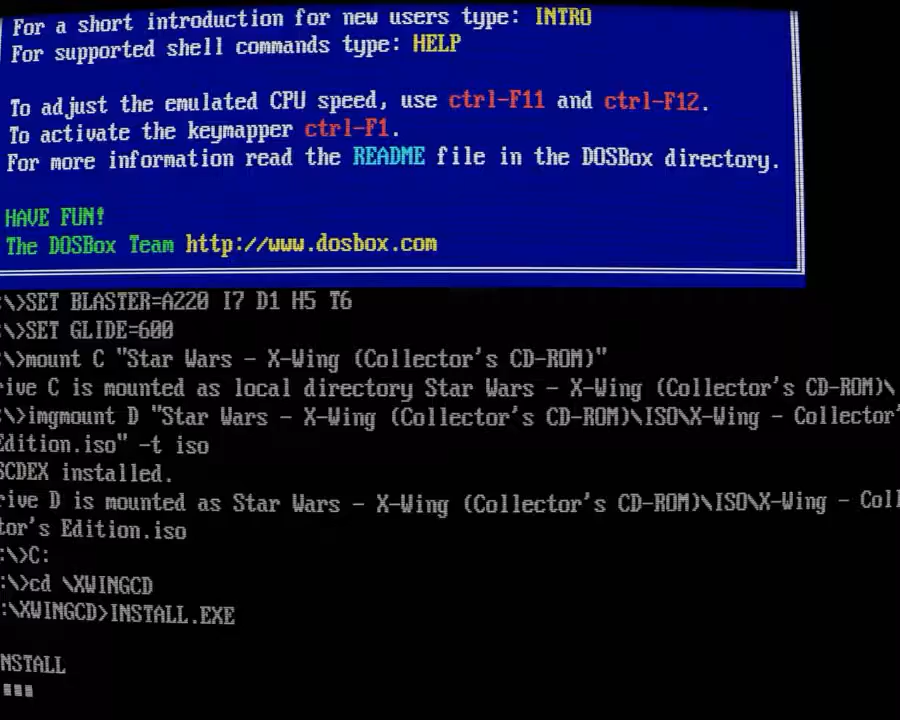 For a short introduction for new users type: INTRO
For supported shell commands type: HELP
To adjust the emulated CPU speed, use ctrl-F11 and ctrl-F12.
To activate the keymapper ctrl-F1.
For more information read the README file in the DOSBox directory.
HAVE FUN!
The DOSBox Team http://www.dosbox.com
:\>SET BLASTER=A220 I7 D1 H5 T6
:\>SET GLIDE=600
:\>mount C "Star Wars - X-Wing (Collector's CD-ROM)"
rive C is mounted as local directory Star Wars - X-Wing (Collector's CD-ROM)\
:\>imgmount D "Star Wars - X-Wing (Collector's CD-ROM)\ISO\X-Wing - Collector'
Edition.iso" -t iso
SCDEX installed.
rive D is mounted as Star Wars - X-Wing (Collector's CD-ROM)\ISO\X-Wing - Coll
tor's Edition.iso
:\>C:
:\>cd \XWINGCD
:\XWINGCD>INSTALL.EXE
NSTALL